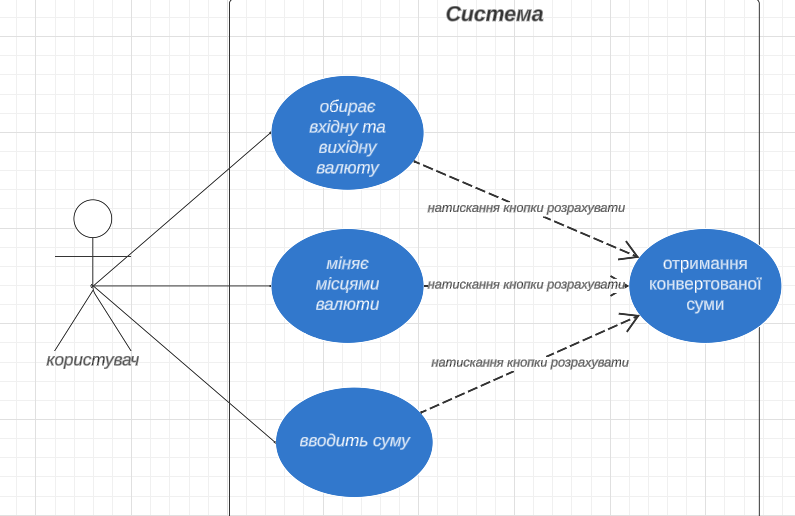 Система
обирає
вхідну та
вихідну
валюту
натискання кнопки розрахувати
міняє
місцями
валюти
натискання кнопки розрахувати
отримання
конвертованої
суми
користувач
натискання кнопки розрахувати
вводить суму